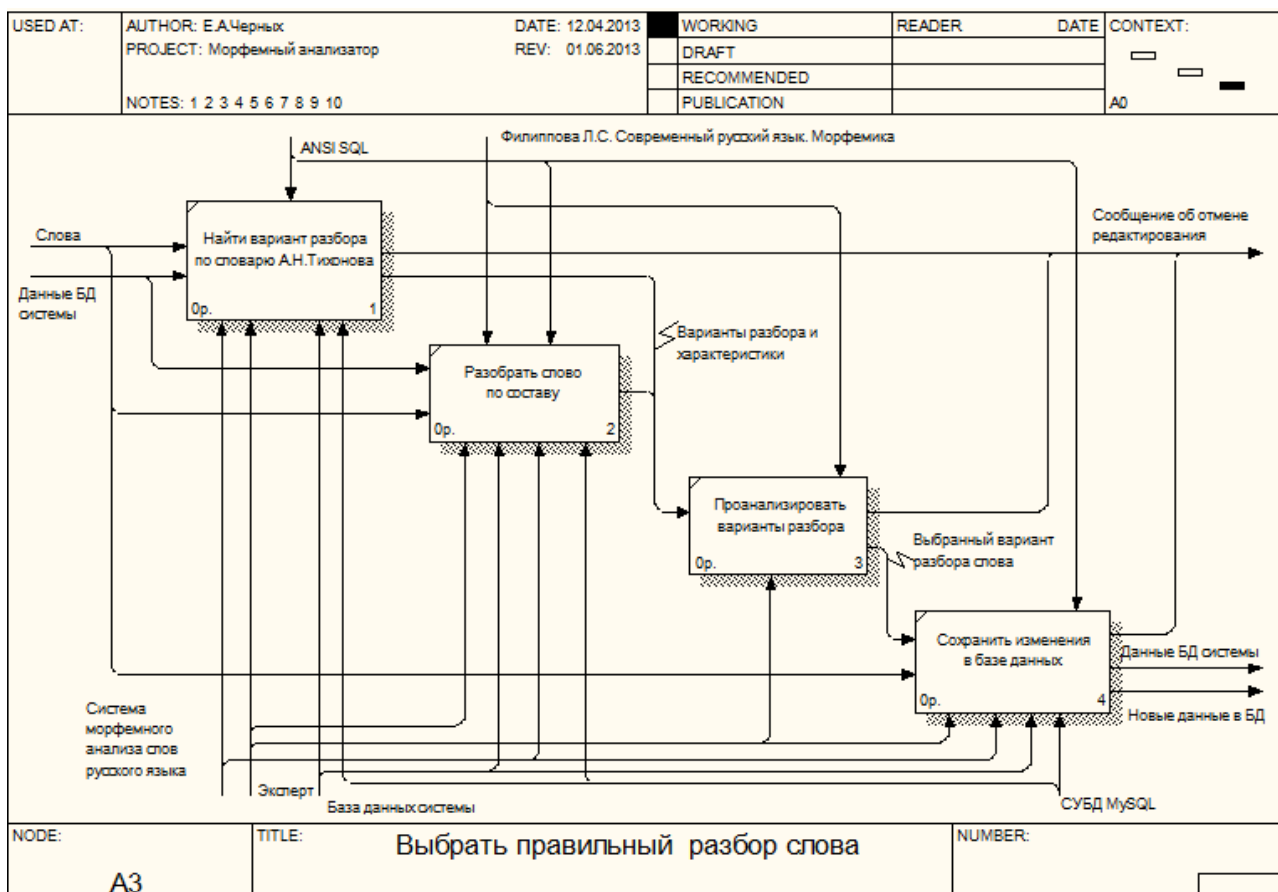 USED AT:
AUTHOR: Е.А.Черных
DATE: 12.04.2013
WORKING
READER
DATE
CONTEXT:
PROJECT: Морфемный анализатор
REV: 01.06.2013
DRAFT
RECOMMENDED
NOTES: 1 2 3 4 5 6 7 8 9 10
PUBLICATION
A0
ANSI SQL
Филиппова Л.С. Современный русский язык. Морфемика
Слова
Найти вариант разбора
по словарю А.Н.Тихонова
0р.
1
Сообщение об отмене
редактирования
Данные БД
системы
Варианты разбора и
характеристики
Разобрать слово
по составу
0р.
2
Проанализировать
варианты разбора
0р.
3
Выбранный вариант
разбора слова
Сохранить изменения
в базе данных
0р.
4
Данные БД системы
Новые данные в БД
Система
морфемного
анализа слов
русского языка
Эксперт
База данных системы
СУБД MySQL
NODE:
A3
TITLE:
Выбрать правильный разбор слова
NUMBER: